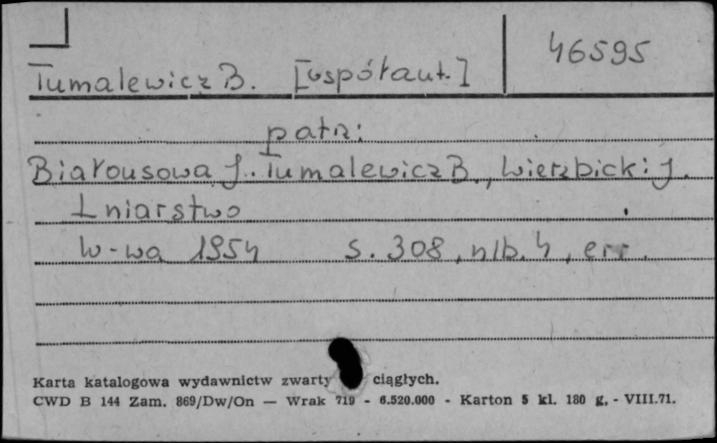 Tumalewicz B. [współaut.] 46595
patrz:
Białousowa J. Tumalewicz B., Wierzbicki J.
Lniarstwo
W-wa 1954 s. 308, nlb. 4, err.
Karta katalogowa wydawnictw zwarty ciągłych.
CWD B 144 Zam. 869/Dw/On — Wrak 719 - 6.520.000 - Karton 5 kl. 180 g. - VIII.71.